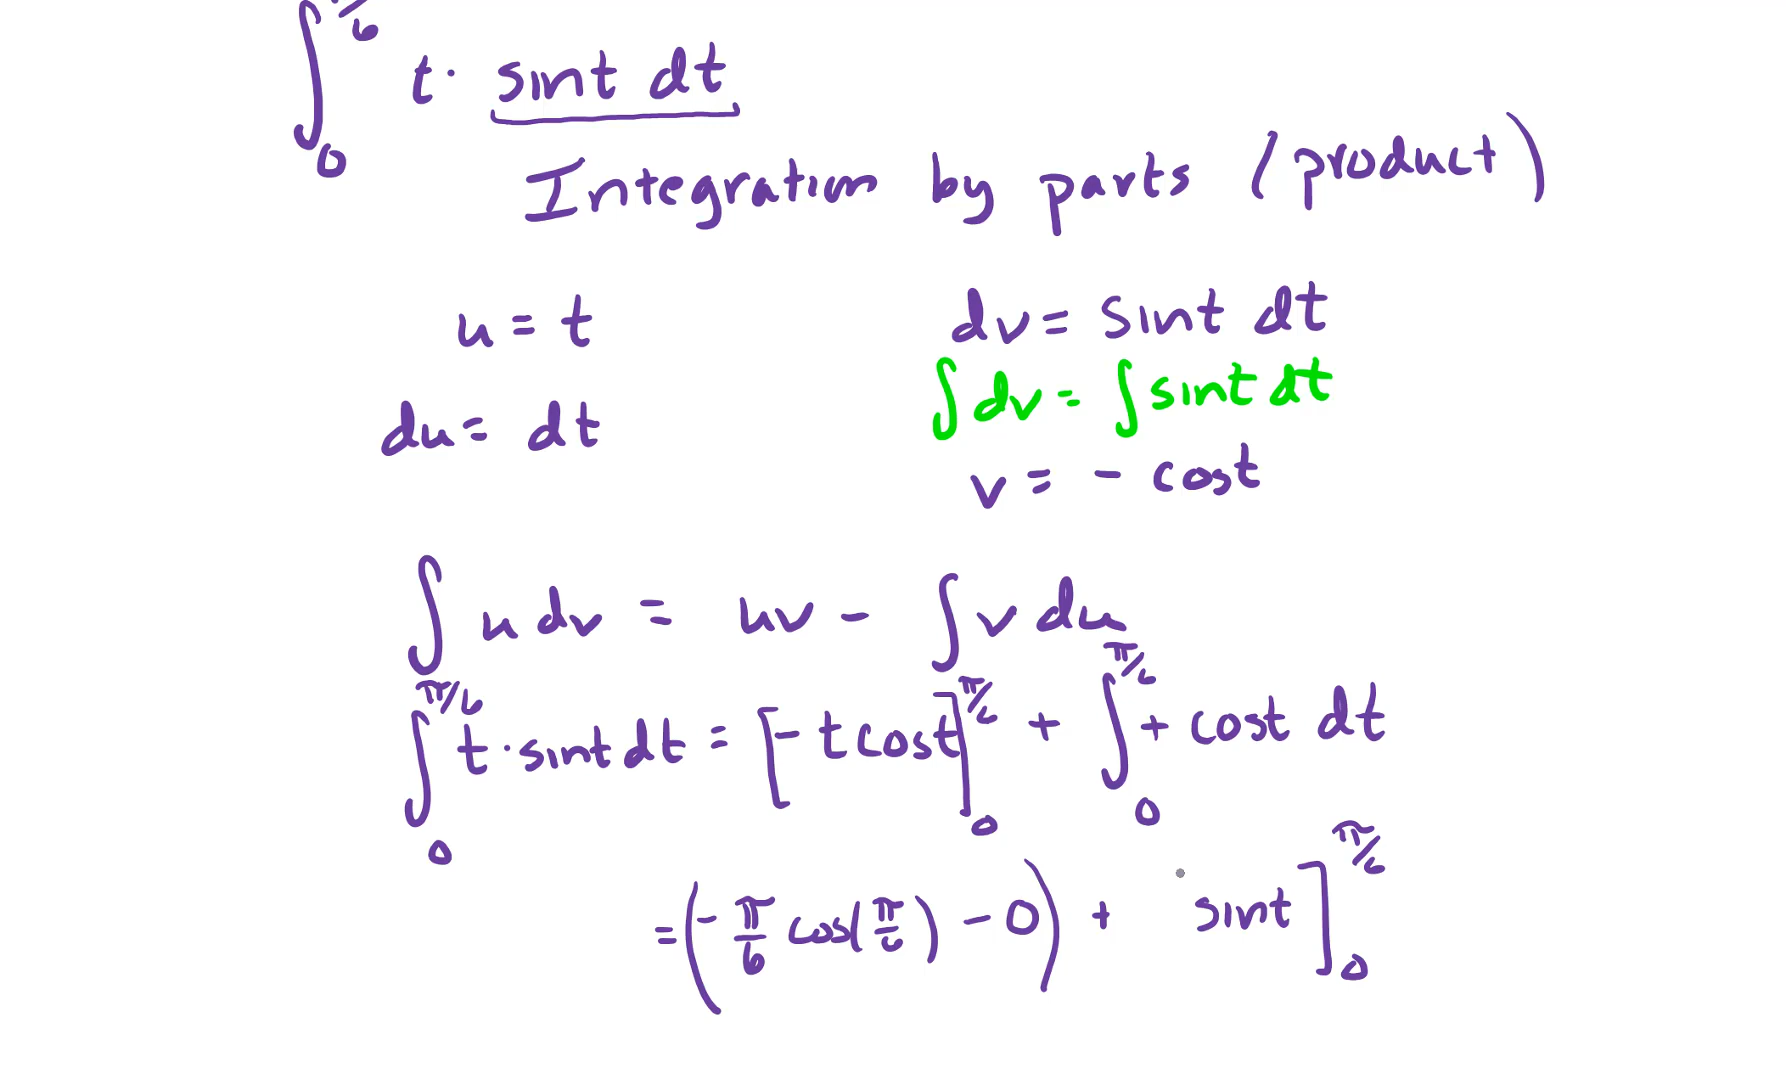 ∫₀^(π/6) t · sint dt
Integration by parts (product)
u = t
dv = sint dt
∫dv = ∫sint dt
du = dt
v = - cost
∫ u dv = uv - ∫ v du
∫₀^(π/6) t · sint dt = [- t cost]₀^(π/6) + ∫₀^(π/6) + cost dt
= (- π/6 cos(π/6) - 0) + sint]₀^(π/6)